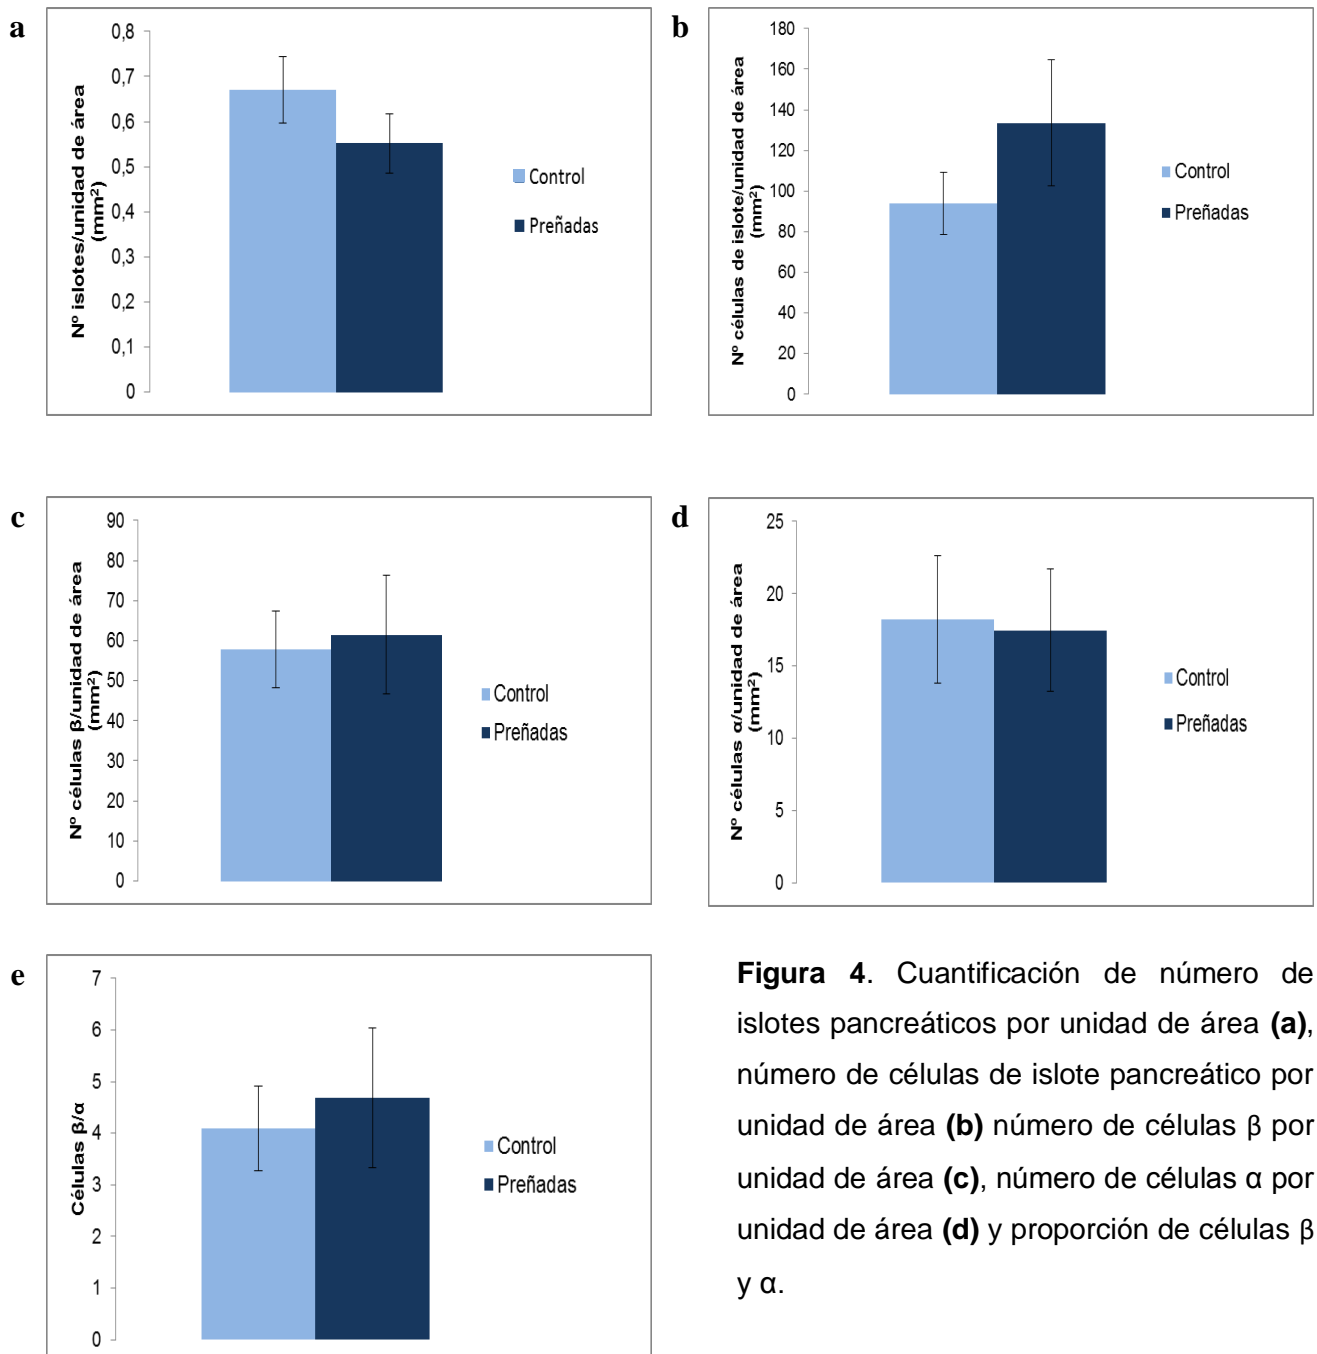 a
0,8
0,7
0,6
0,5
0,4
0,3
0,2
0,1
0
Nº islotes/unidad de área
(mm²)
Control
Preñadas
b
180
160
140
120
100
80
60
40
20
0
Nº células de islote/unidad de área
(mm²)
Control
Preñadas
c
90
80
70
60
50
40
30
20
10
0
Nº células β/unidad de área
(mm²)
Control
Preñadas
d
25
20
15
10
5
0
Nº células α/unidad de área
(mm²)
Control
Preñadas
e
7
6
5
4
3
2
1
0
Células β/α
Control
Preñadas
Figura 4. Cuantificación de número de
islotes pancreáticos por unidad de área (a),
número de células de islote pancreático por
unidad de área (b) número de células β por
unidad de área (c), número de células α por
unidad de área (d) y proporción de células β
y α.